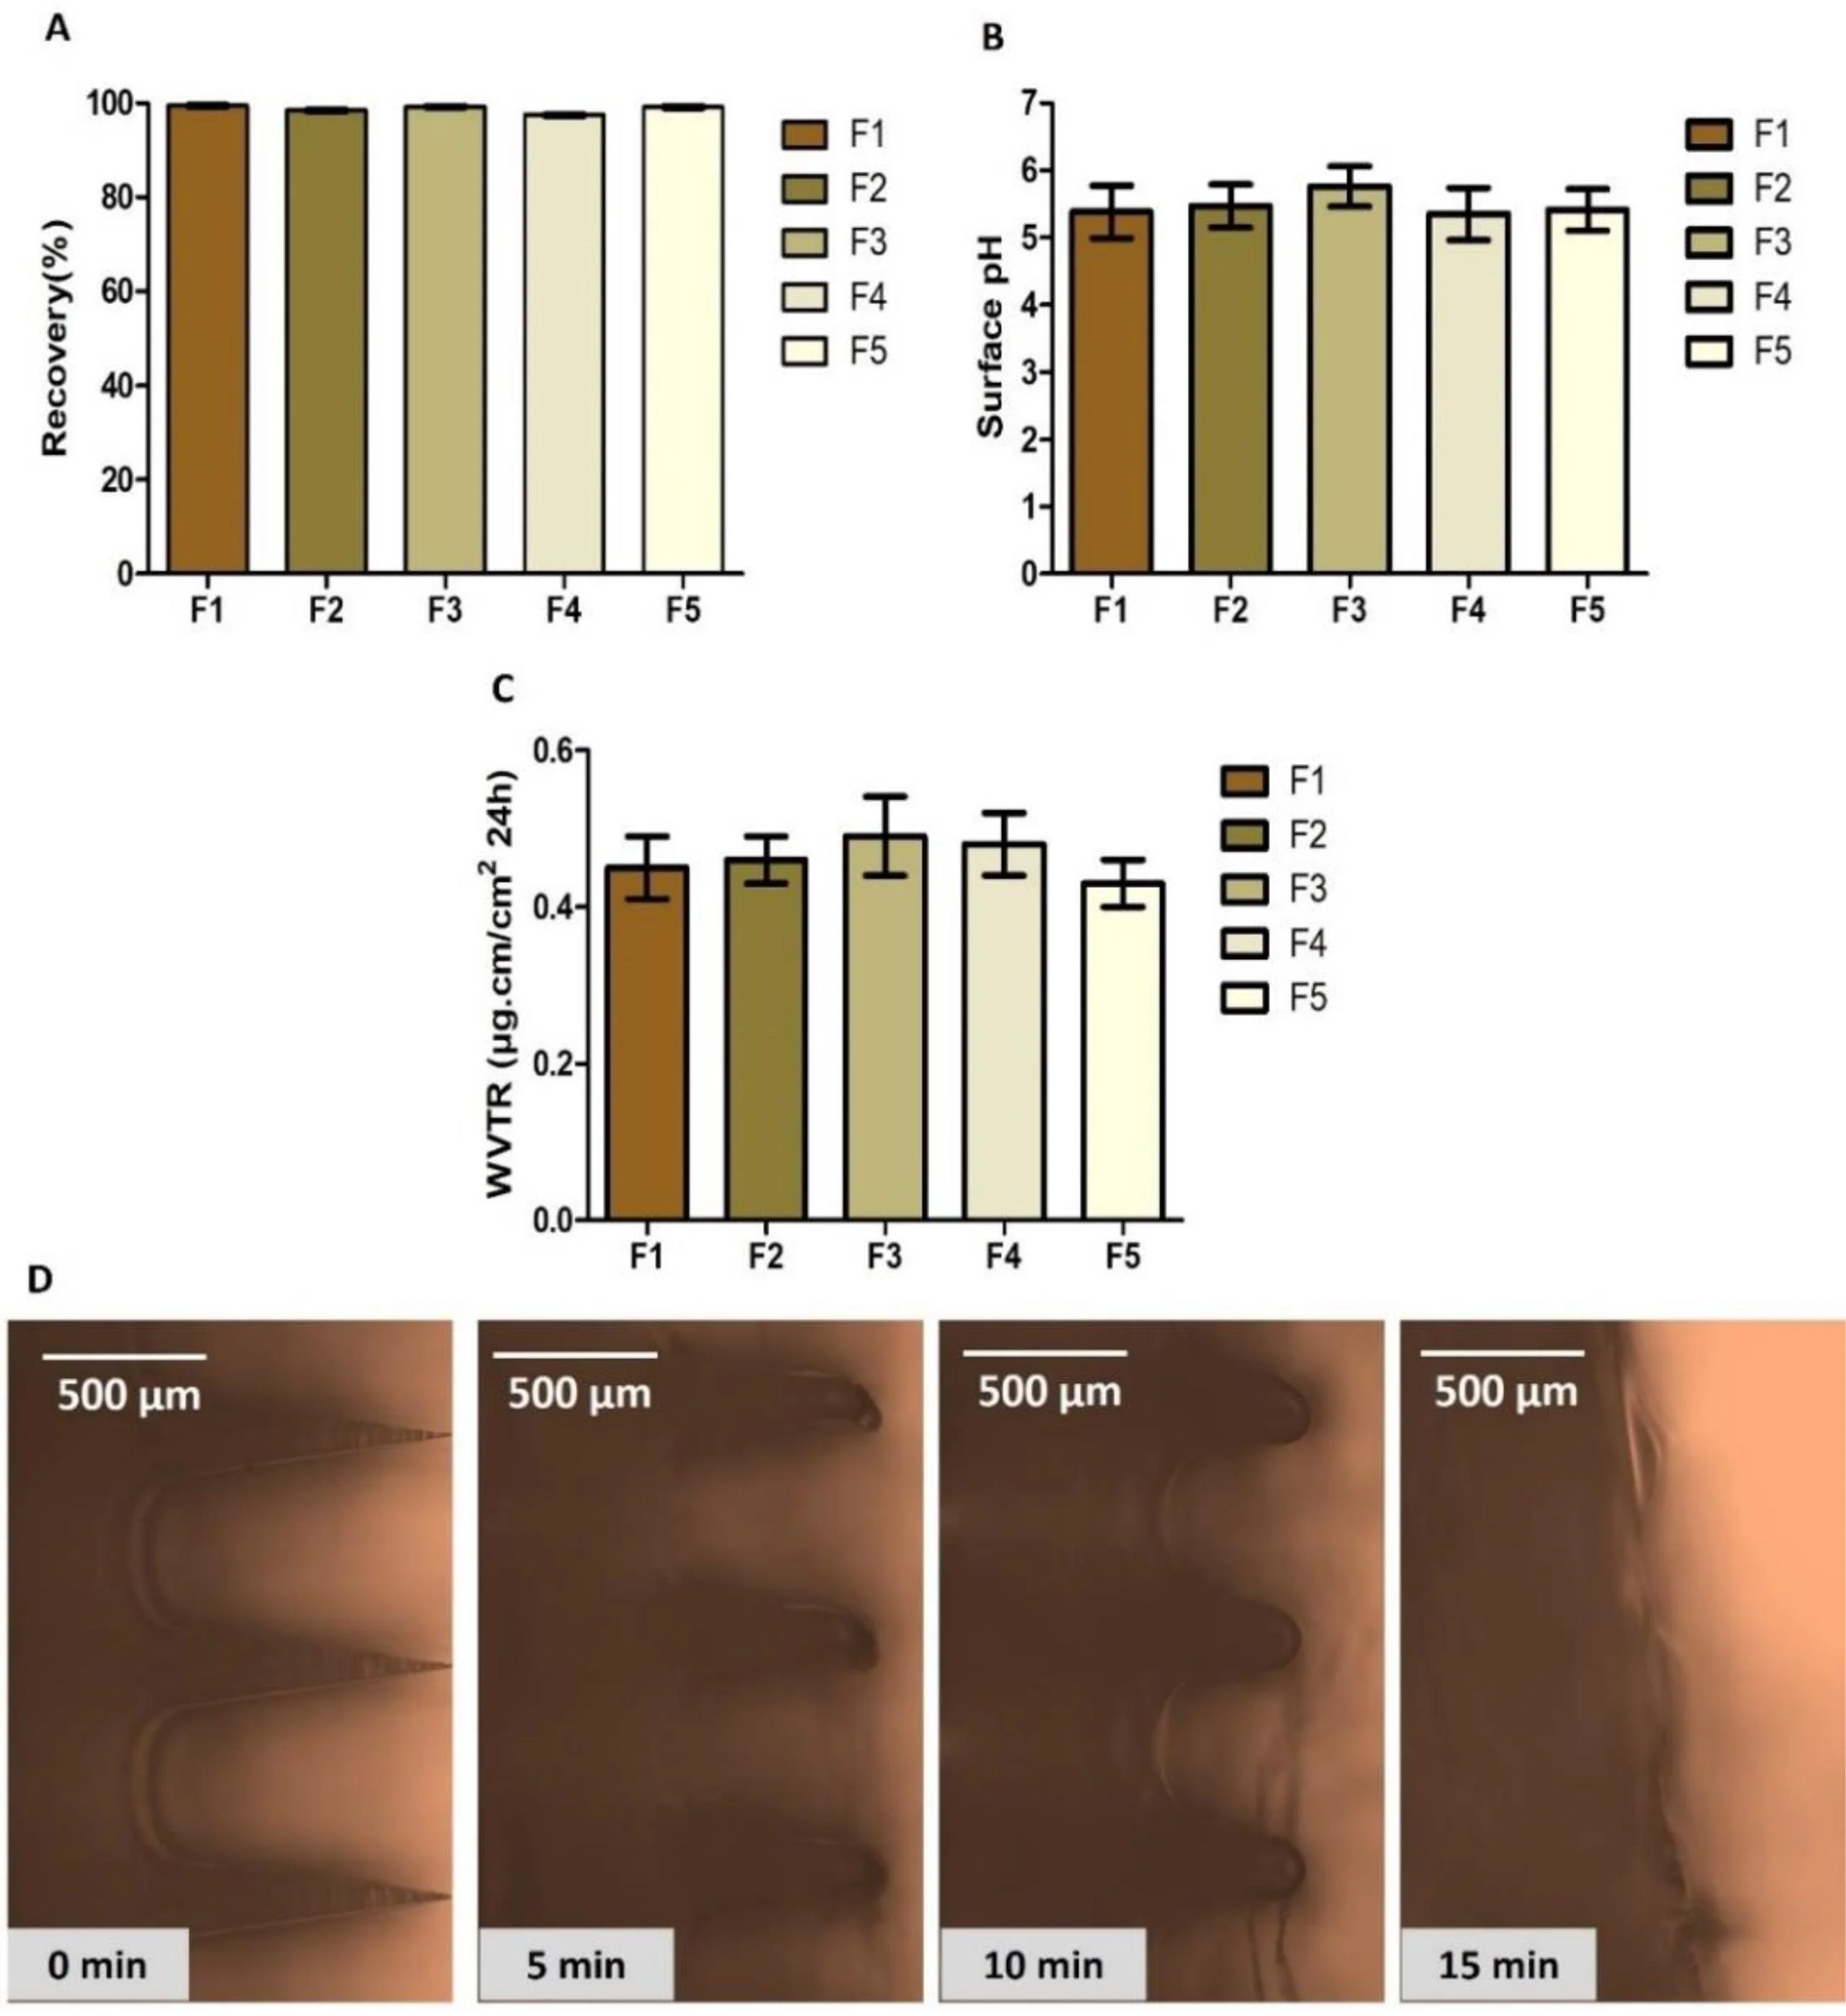 A
Recovery(%)
100
80
60
40
20
0
F1 F2 F3 F4 F5
F1
F2
F3
F4
F5
B
Surface pH
7
6
5
4
3
2
1
0
F1 F2 F3 F4 F5
F1
F2
F3
F4
F5
C
WVTR (µg.cm/cm² 24h)
0.6
0.4
0.2
0.0
F1 F2 F3 F4 F5
F1
F2
F3
F4
F5
D
500 µm
0 min
500 µm
5 min
500 µm
10 min
500 µm
15 min